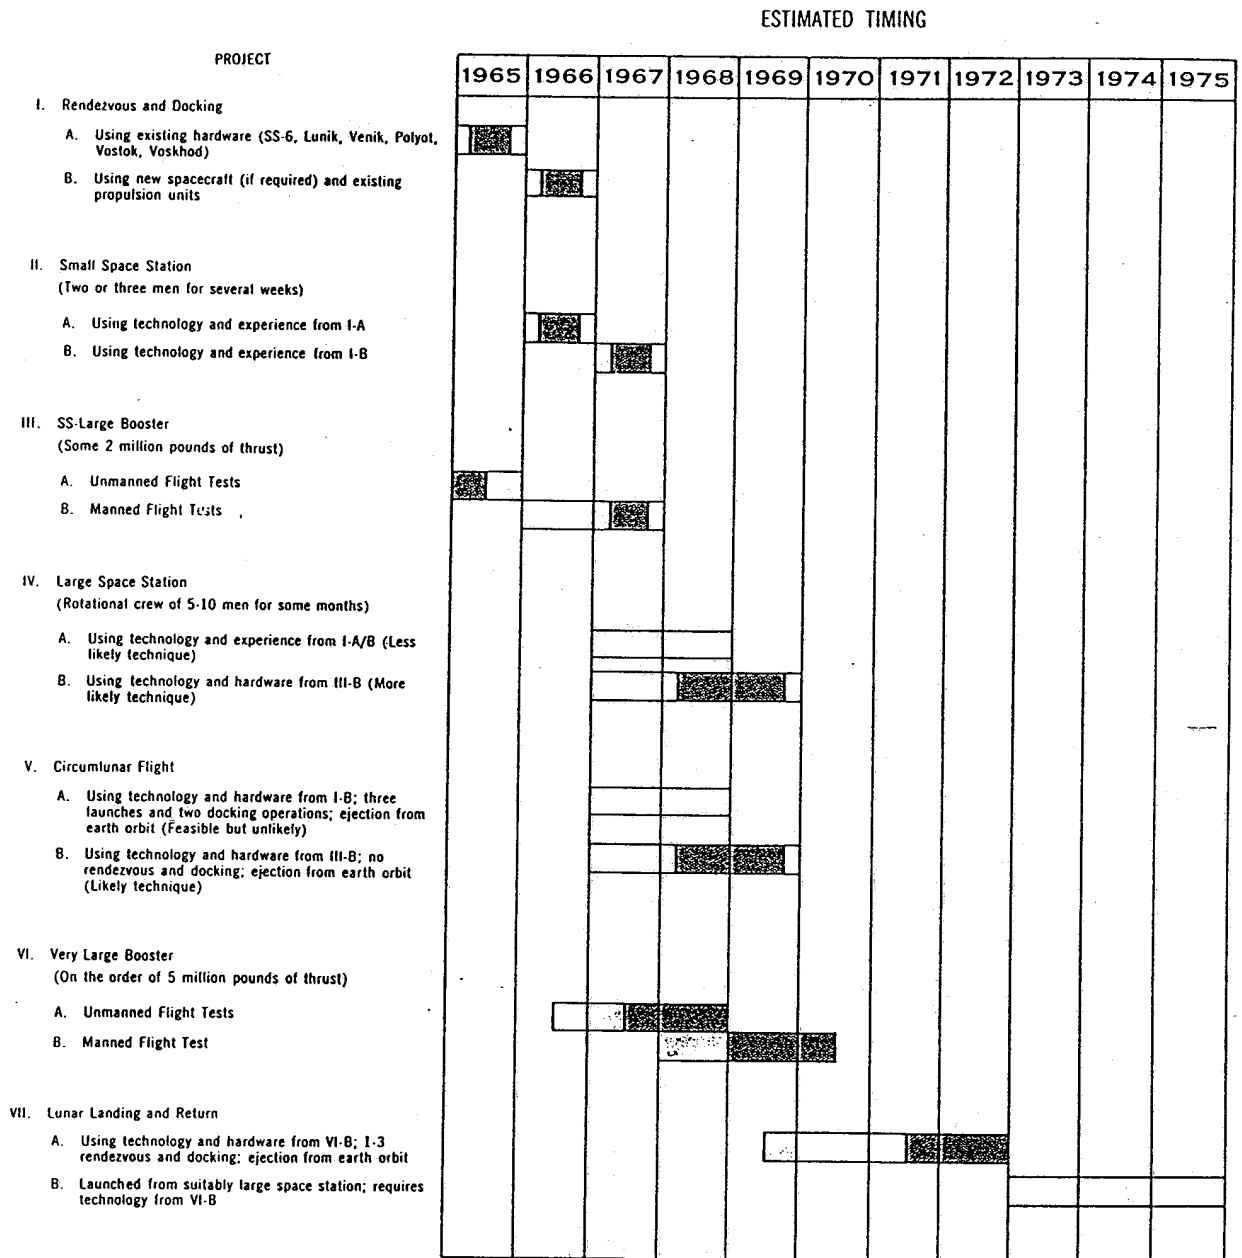 ESTIMATED TIMING
PROJECT
1965 1966 1967 1968 1969 1970 1971 1972 1973 1974 1975
I. Rendezvous and Docking
A. Using existing hardware (SS-6, Lunik, Venik, Polyot,
Vostok, Voskhod)
B. Using new spacecraft (if required) and existing
propulsion units
II. Small Space Station
(Two or three men for several weeks)
A. Using technology and experience from I-A
B. Using technology and experience from I-B
III. SS-Large Booster
(Some 2 million pounds of thrust)
A. Unmanned Flight Tests
B. Manned Flight Tests
IV. Large Space Station
(Rotational crew of 5-10 men for some months)
A. Using technology and experience from I-A/B (Less
likely technique)
B. Using technology and hardware from III-B (More
likely technique)
V. Circumlunar Flight
A. Using technology and hardware from I-B; three
launches and two docking operations; ejection from
earth orbit (Feasible but unlikely)
B. Using technology and hardware from III-B; no
rendezvous and docking; ejection from earth orbit
(Likely technique)
VI. Very Large Booster
(On the order of 5 million pounds of thrust)
A. Unmanned Flight Tests
B. Manned Flight Test
VII. Lunar Landing and Return
A. Using technology and hardware from VI-B; 1-3
rendezvous and docking; ejection from earth orbit
B. Launched from suitably large space station; requires
technology from VI-B